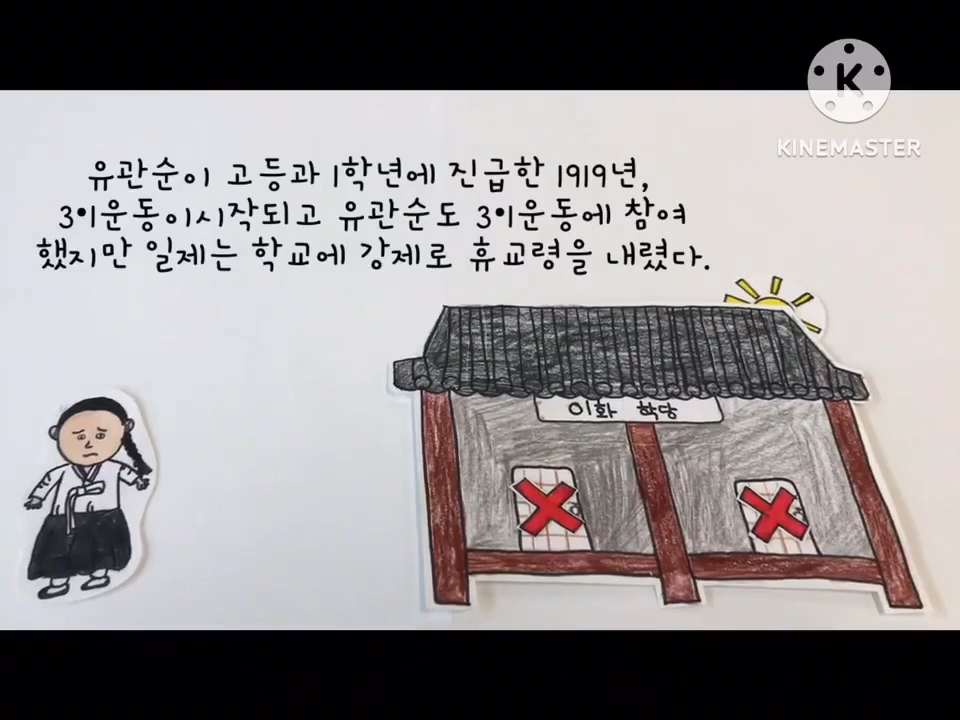 K
KINEMASTER
유관순이 고등과 1학년에 진급한 1919년,
3•1운동이시작되고 유관순도 3•1운동에 참여
했지만 일제는 학교에 강제로 휴교령을 내렸다.
이화 학당